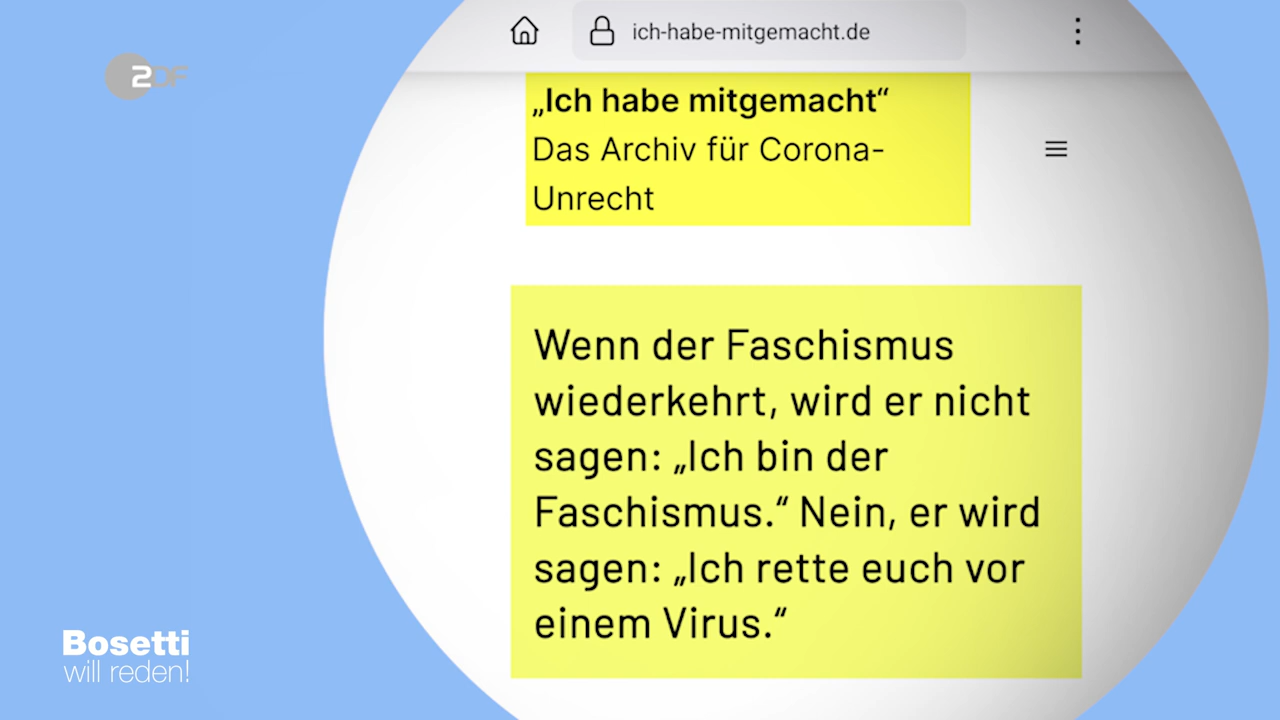 ZDF
ich-habe-mitgemacht.de
„Ich habe mitgemacht“
Das Archiv für Corona-
Unrecht
Wenn der Faschismus
wiederkehrt, wird er nicht
sagen: „Ich bin der
Faschismus.“ Nein, er wird
sagen: „Ich rette euch vor
einem Virus.“
Bosetti
will reden!